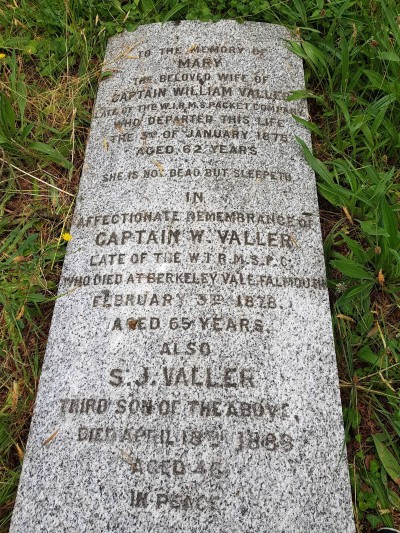 TO THE MEMORY OF
MARY
THE BELOVED WIFE OF
CAPTAIN WILLIAM VALLER
LATE OF THE W.I.R.M.S. PACKET COMPY
WHO DEPARTED THIS LIFE
THE 3RD OF JANUARY 1875
AGED 62 YEARS
SHE IS NOT DEAD BUT SLEEPETH
IN
AFFECTIONATE REMEMBRANCE OF
CAPTAIN W. VALLER
LATE OF THE W.I.R.M.S.P.C.
WHO DIED AT BERKELEY VALE FALMOUTH
FEBRUARY 3RD 1878.
AGED 65 YEARS.
ALSO
S. J. VALLER
THIRD SON OF THE ABOVE,
DIED APRIL 18TH
AGED
IN PEACE